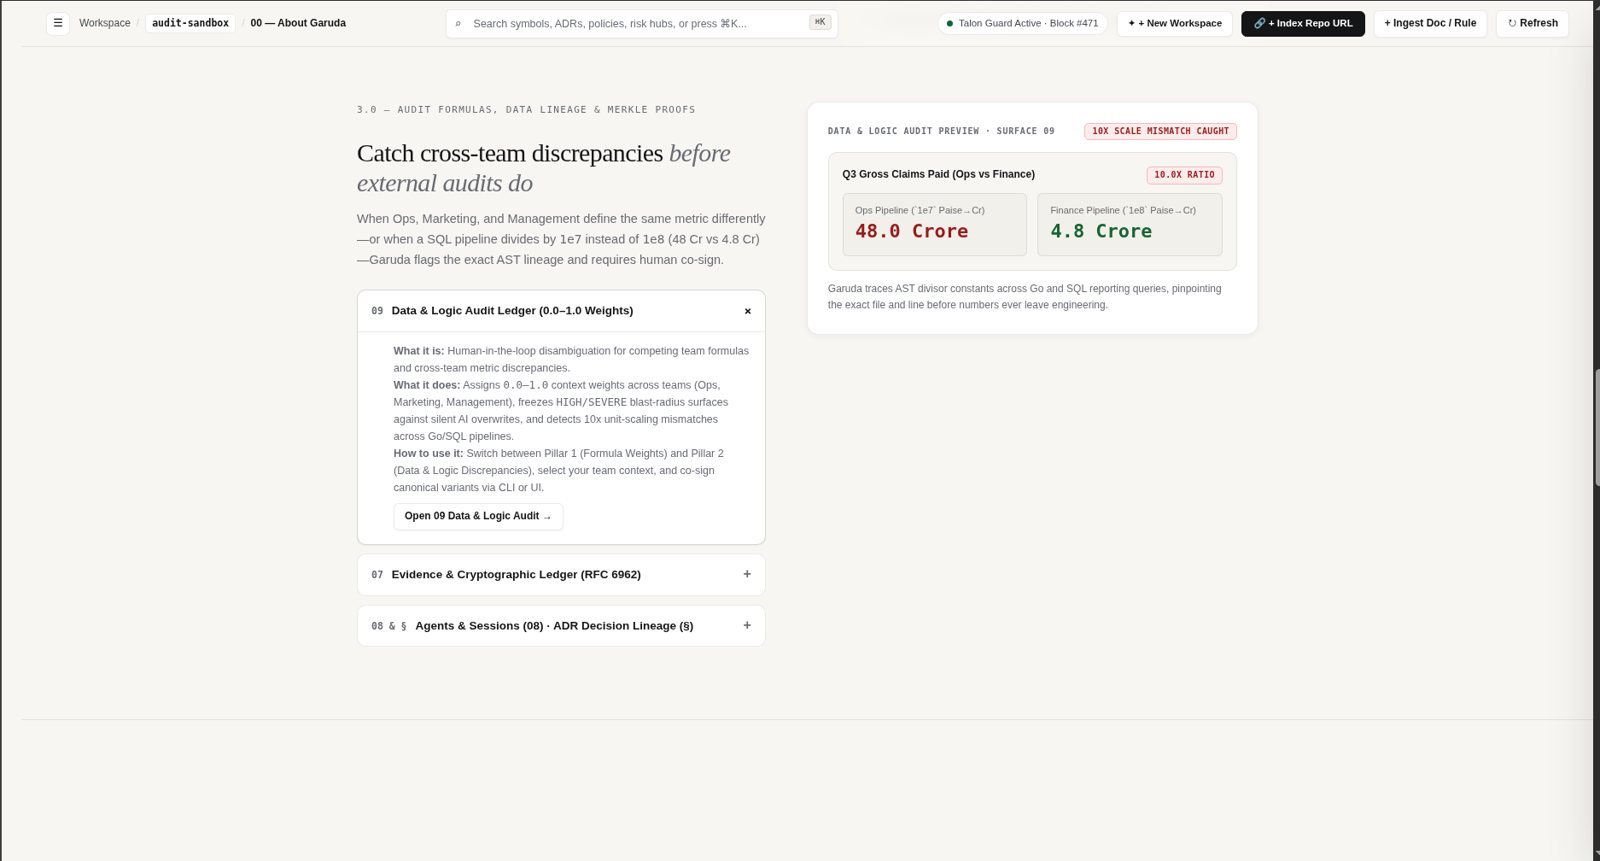 ☰ Workspace / audit-sandbox / 00 — About Garuda
Search symbols, ADRs, policies, risk hubs, or press ⌘K... ⌘K
Talon Guard Active · Block #471
✦ + New Workspace
🔗 + Index Repo URL
+ Ingest Doc / Rule
↻ Refresh
3.0 — AUDIT FORMULAS, DATA LINEAGE & MERKLE PROOFS
Catch cross-team discrepancies before
external audits do
When Ops, Marketing, and Management define the same metric differently
—or when a SQL pipeline divides by 1e7 instead of 1e8 (48 Cr vs 4.8 Cr)
—Garuda flags the exact AST lineage and requires human co-sign.
09 Data & Logic Audit Ledger (0.0–1.0 Weights) ×
What it is: Human-in-the-loop disambiguation for competing team formulas
and cross-team metric discrepancies.
What it does: Assigns 0.0–1.0 context weights across teams (Ops,
Marketing, Management), freezes HIGH/SEVERE blast-radius surfaces
against silent AI overwrites, and detects 10x unit-scaling mismatches
across Go/SQL pipelines.
How to use it: Switch between Pillar 1 (Formula Weights) and Pillar 2
(Data & Logic Discrepancies), select your team context, and co-sign
canonical variants via CLI or UI.
Open 09 Data & Logic Audit →
07 Evidence & Cryptographic Ledger (RFC 6962) +
08 & § Agents & Sessions (08) · ADR Decision Lineage (§) +
DATA & LOGIC AUDIT PREVIEW · SURFACE 09
10X SCALE MISMATCH CAUGHT
Q3 Gross Claims Paid (Ops vs Finance)
10.0X RATIO
Ops Pipeline (`1e7` Paise→Cr)
48.0 Crore
Finance Pipeline (`1e8` Paise→Cr)
4.8 Crore
Garuda traces AST divisor constants across Go and SQL reporting queries, pinpointing
the exact file and line before numbers ever leave engineering.